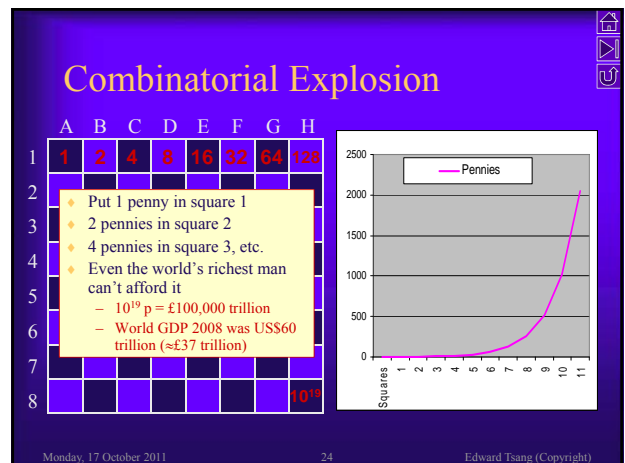 Combinatorial Explosion
A B C D E F G H
1 1 2 4 8 16 32 64 128
2
3
4
5
6
7
8 10¹⁹
♦ Put 1 penny in square 1
♦ 2 pennies in square 2
♦ 4 pennies in square 3, etc.
♦ Even the world's richest man
can't afford it
– 10¹⁹ p = £100,000 trillion
– World GDP 2008 was US$60
trillion (≈£37 trillion)
Pennies
2500
2000
1500
1000
500
0
Squares 1 2 3 4 5 6 7 8 9 10 11
Monday, 17 October 2011 24 Edward Tsang (Copyright)